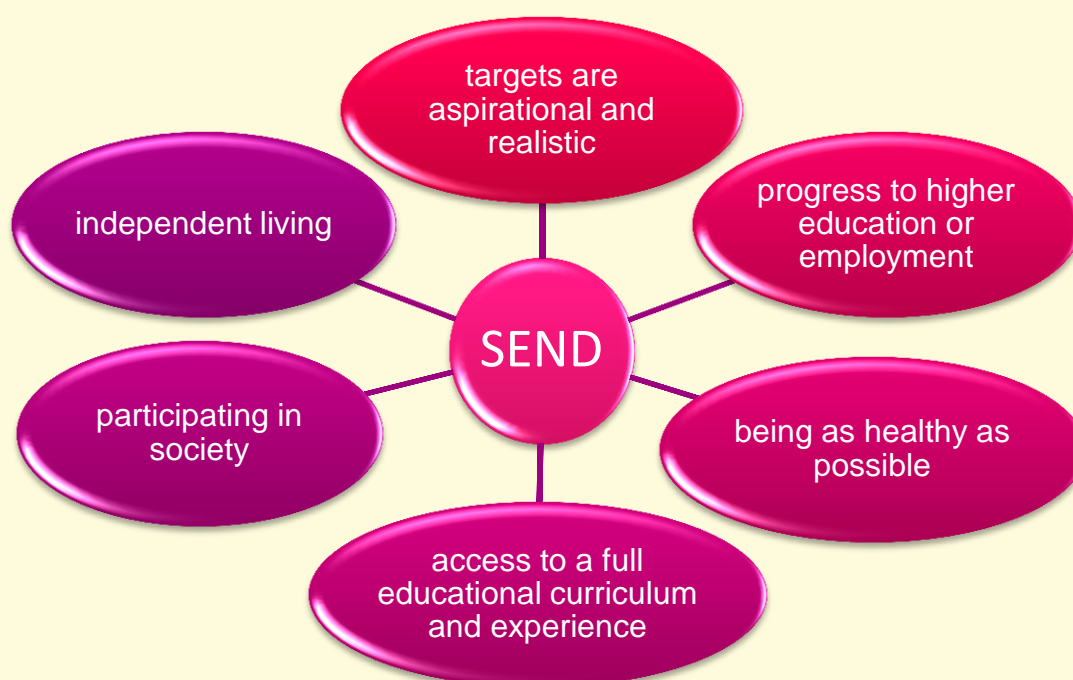 targets are
aspirational and
realistic
progress to higher
education or
employment
independent living
SEND
participating in
society
being as healthy as
possible
access to a full
educational curriculum
and experience